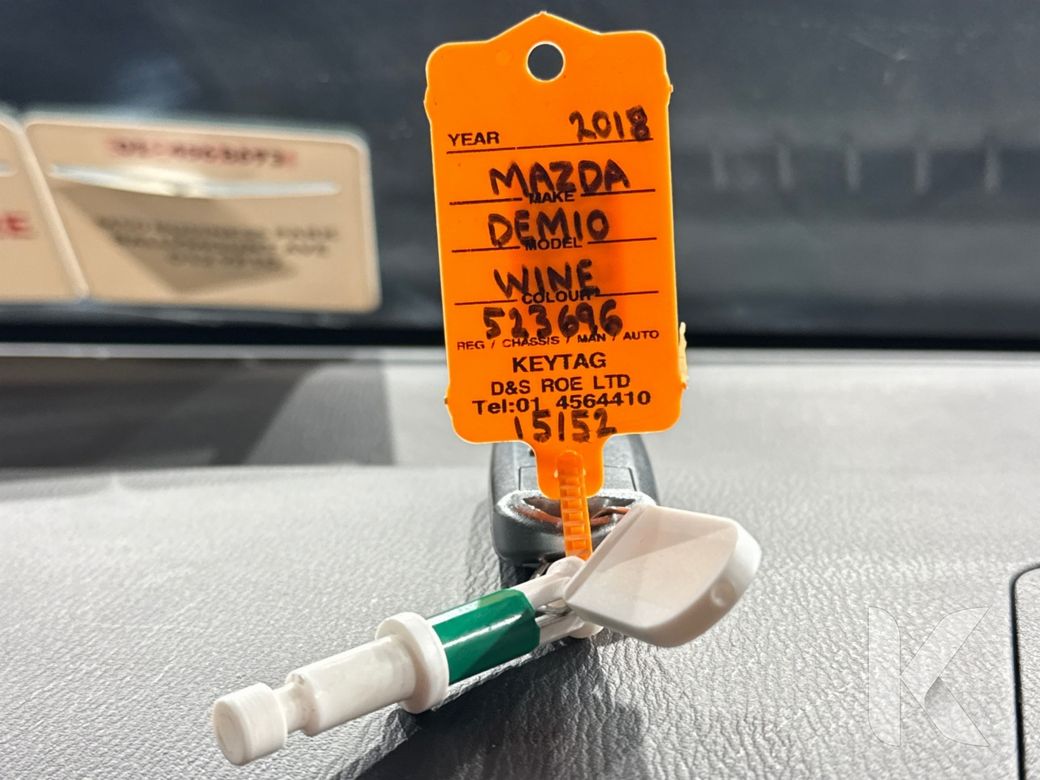 YEAR 2018
MAZDA
MAKE
DEMIO
MODEL
WINE
COLOUR
523696
REG / CHASSIS / MAN / AUTO
KEYTAG
D&S ROE LTD
Tel:01 4564410
15152